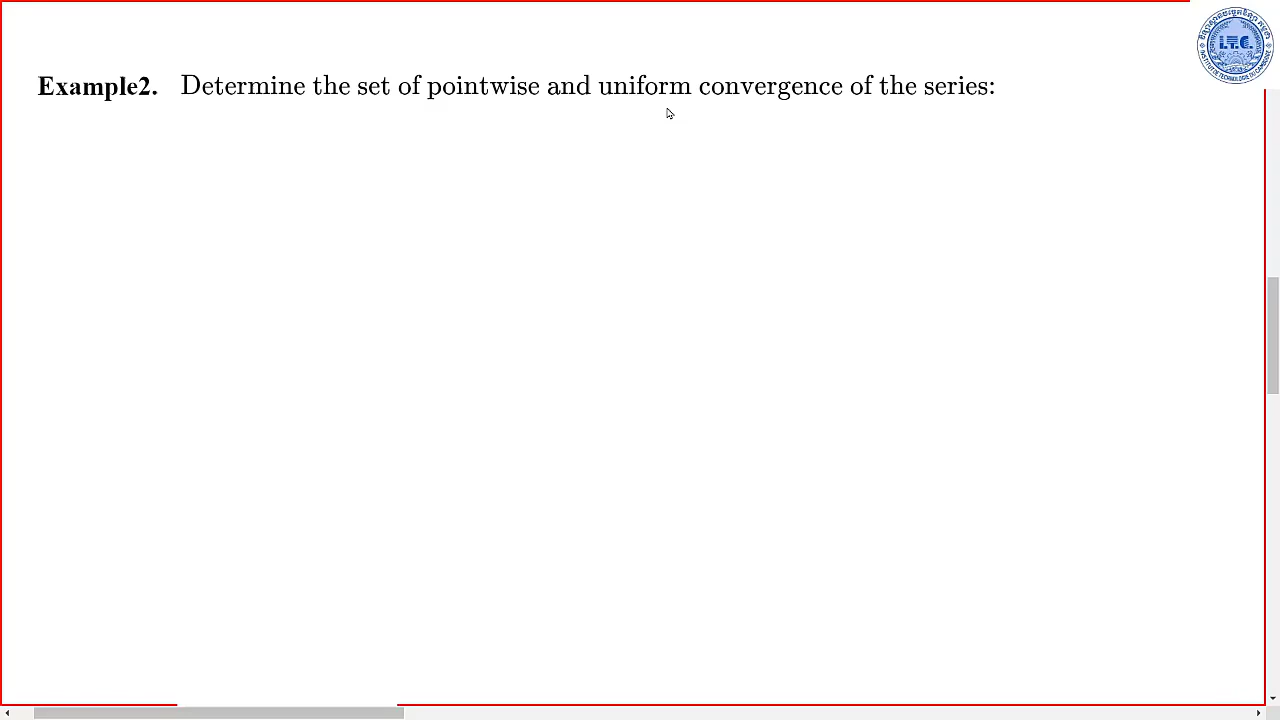 Example2. Determine the set of pointwise and uniform convergence of the series:
I.T.C.